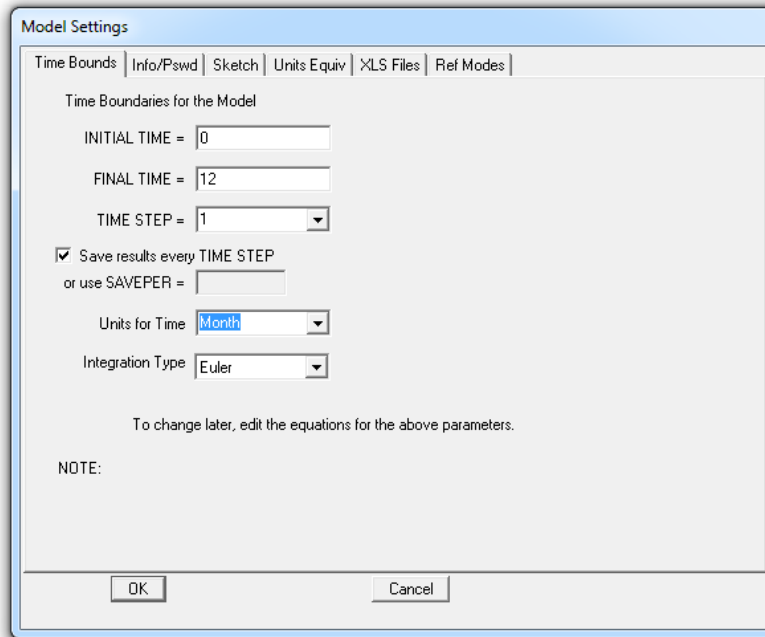 Model Settings
Time Bounds Info/Pswd Sketch Units Equiv XLS Files Ref Modes
Time Boundaries for the Model
INITIAL TIME = 0
FINAL TIME = 12
TIME STEP = 1
Save results every TIME STEP
or use SAVEPER =
Units for Time Month
Integration Type Euler
To change later, edit the equations for the above parameters.
NOTE:
OK Cancel